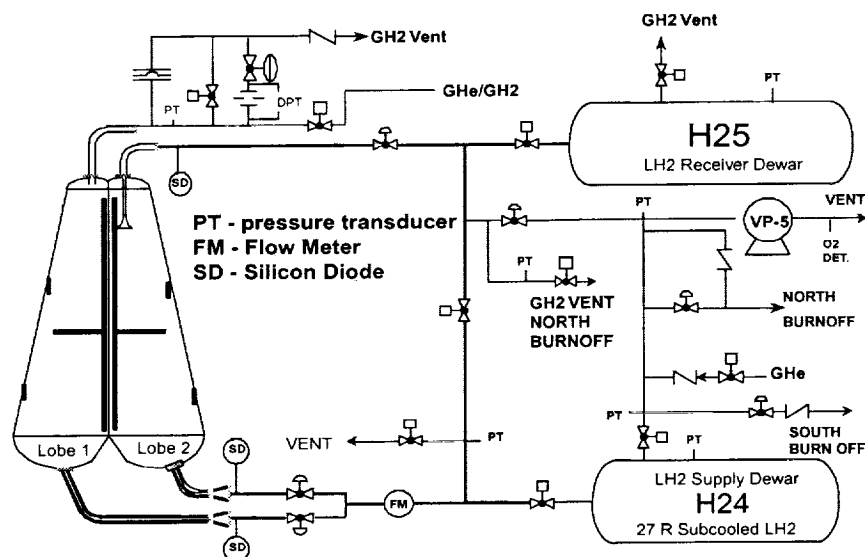 GH2 Vent
GH2 Vent
PT
DPT
GHe/GH2
PT
H25
LH2 Receiver Dewar
SD
PT - pressure transducer
FM - Flow Meter
SD - Silicon Diode
PT
VP-5
VENT
O2
DET.
PT
GH2 VENT
NORTH
BURNOFF
NORTH
BURNOFF
GHe
PT
SOUTH
BURN OFF
Lobe 1
Lobe 2
SD
VENT
PT
PT
LH2 Supply Dewar
H24
27 R Subcooled LH2
FM
SD